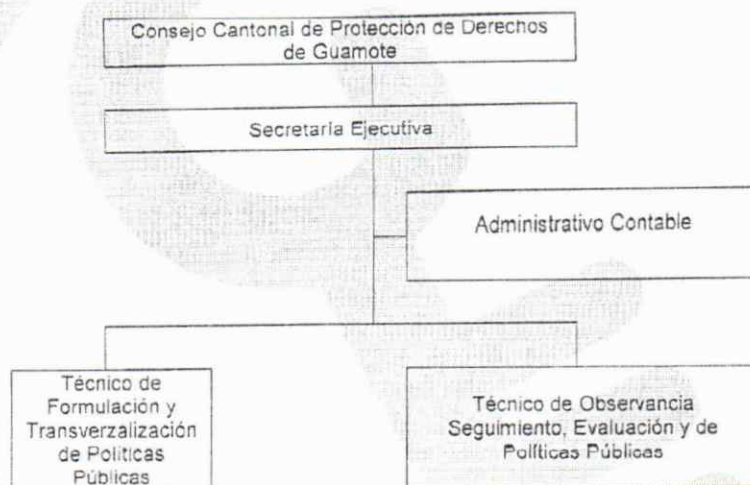 Consejo Cantonal de Protección de Derechos
de Guamote
Secretaría Ejecutiva
Administrativo Contable
Técnico de
Formulación y
Transverzalización
de Políticas
Públicas
Técnico de Observancia
Seguimiento, Evaluación y de
Políticas Públicas